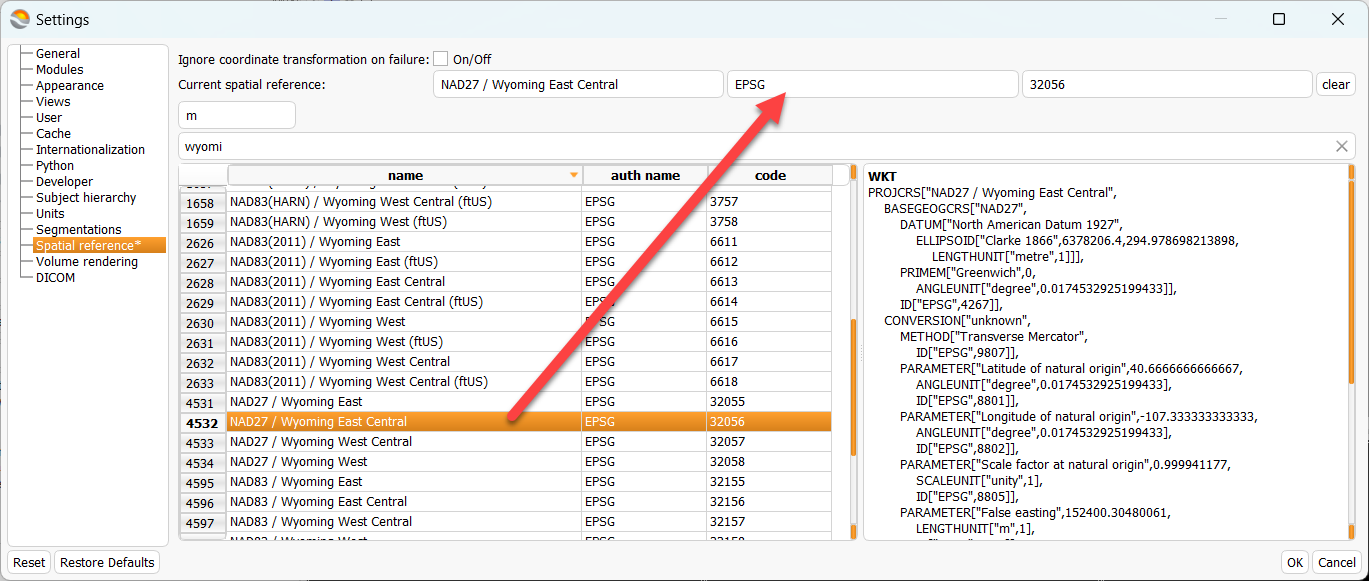 Settings
General
Modules
Appearance
Views
User
Cache
Internationalization
Python
Developer
Subject hierarchy
Units
Segmentations
Spatial reference*
Volume rendering
DICOM
Ignore coordinate transformation on failure: On/Off
Current spatial reference: NAD27 / Wyoming East Central EPSG 32056 clear
m
wyomi
name auth name code
1658 NAD83(HARN) / Wyoming West Central (ftUS) EPSG 3757
1659 NAD83(HARN) / Wyoming West (ftUS) EPSG 3758
2626 NAD83(2011) / Wyoming East EPSG 6611
2627 NAD83(2011) / Wyoming East (ftUS) EPSG 6612
2628 NAD83(2011) / Wyoming East Central EPSG 6613
2629 NAD83(2011) / Wyoming East Central (ftUS) EPSG 6614
2630 NAD83(2011) / Wyoming West EPSG 6615
2631 NAD83(2011) / Wyoming West (ftUS) EPSG 6616
2632 NAD83(2011) / Wyoming West Central EPSG 6617
2633 NAD83(2011) / Wyoming West Central (ftUS) EPSG 6618
4531 NAD27 / Wyoming East EPSG 32055
4532 NAD27 / Wyoming East Central EPSG 32056
4533 NAD27 / Wyoming West Central EPSG 32057
4534 NAD27 / Wyoming West EPSG 32058
4595 NAD83 / Wyoming East EPSG 32155
4596 NAD83 / Wyoming East Central EPSG 32156
4597 NAD83 / Wyoming West Central EPSG 32157
WKT
PROJCRS["NAD27 / Wyoming East Central",
BASEGEOGCRS["NAD27",
DATUM["North American Datum 1927",
ELLIPSOID["Clarke 1866",6378206.4,294.978698213898,
LENGTHUNIT["metre",1]]],
PRIMEM["Greenwich",0,
ANGLEUNIT["degree",0.0174532925199433]],
ID["EPSG",4267]],
CONVERSION["unknown",
METHOD["Transverse Mercator",
ID["EPSG",9807]],
PARAMETER["Latitude of natural origin",40.6666666666667,
ANGLEUNIT["degree",0.0174532925199433],
ID["EPSG",8801]],
PARAMETER["Longitude of natural origin",-107.333333333333,
ANGLEUNIT["degree",0.0174532925199433],
ID["EPSG",8802]],
PARAMETER["Scale factor at natural origin",0.999941177,
SCALEUNIT["unity",1],
ID["EPSG",8805]],
PARAMETER["False easting",152400.30480061,
LENGTHUNIT["m",1],
Reset Restore Defaults OK Cancel